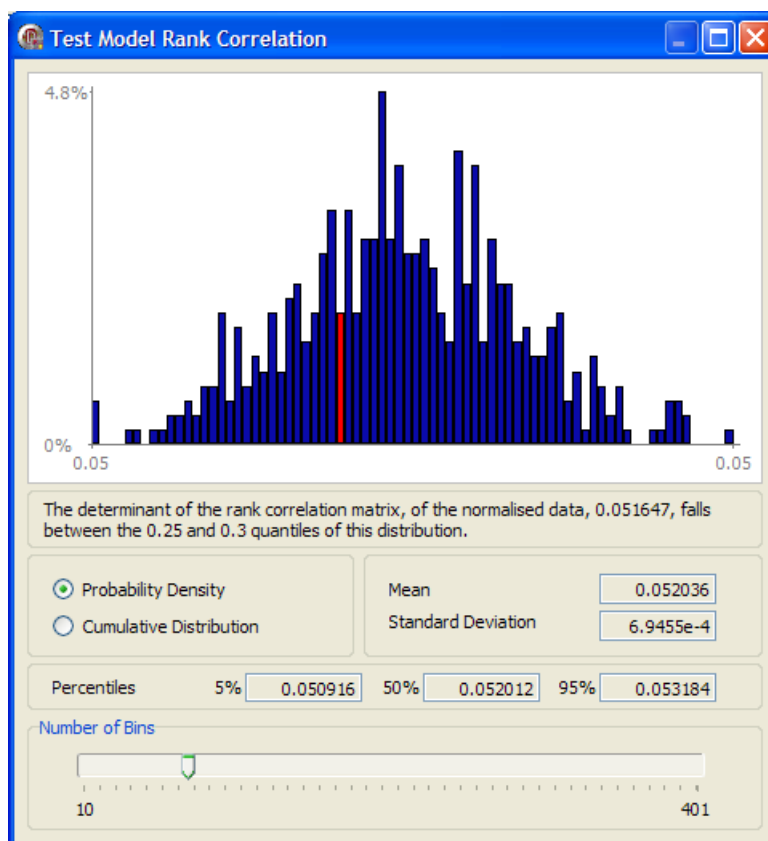 Test Model Rank Correlation
4.8%
0%
0.05 0.05
The determinant of the rank correlation matrix, of the normalised data, 0.051647, falls
between the 0.25 and 0.3 quantiles of this distribution.
Probability Density
Cumulative Distribution
Mean 0.052036
Standard Deviation 6.9455e-4
Percentiles 5% 0.050916 50% 0.052012 95% 0.053184
Number of Bins
10 401